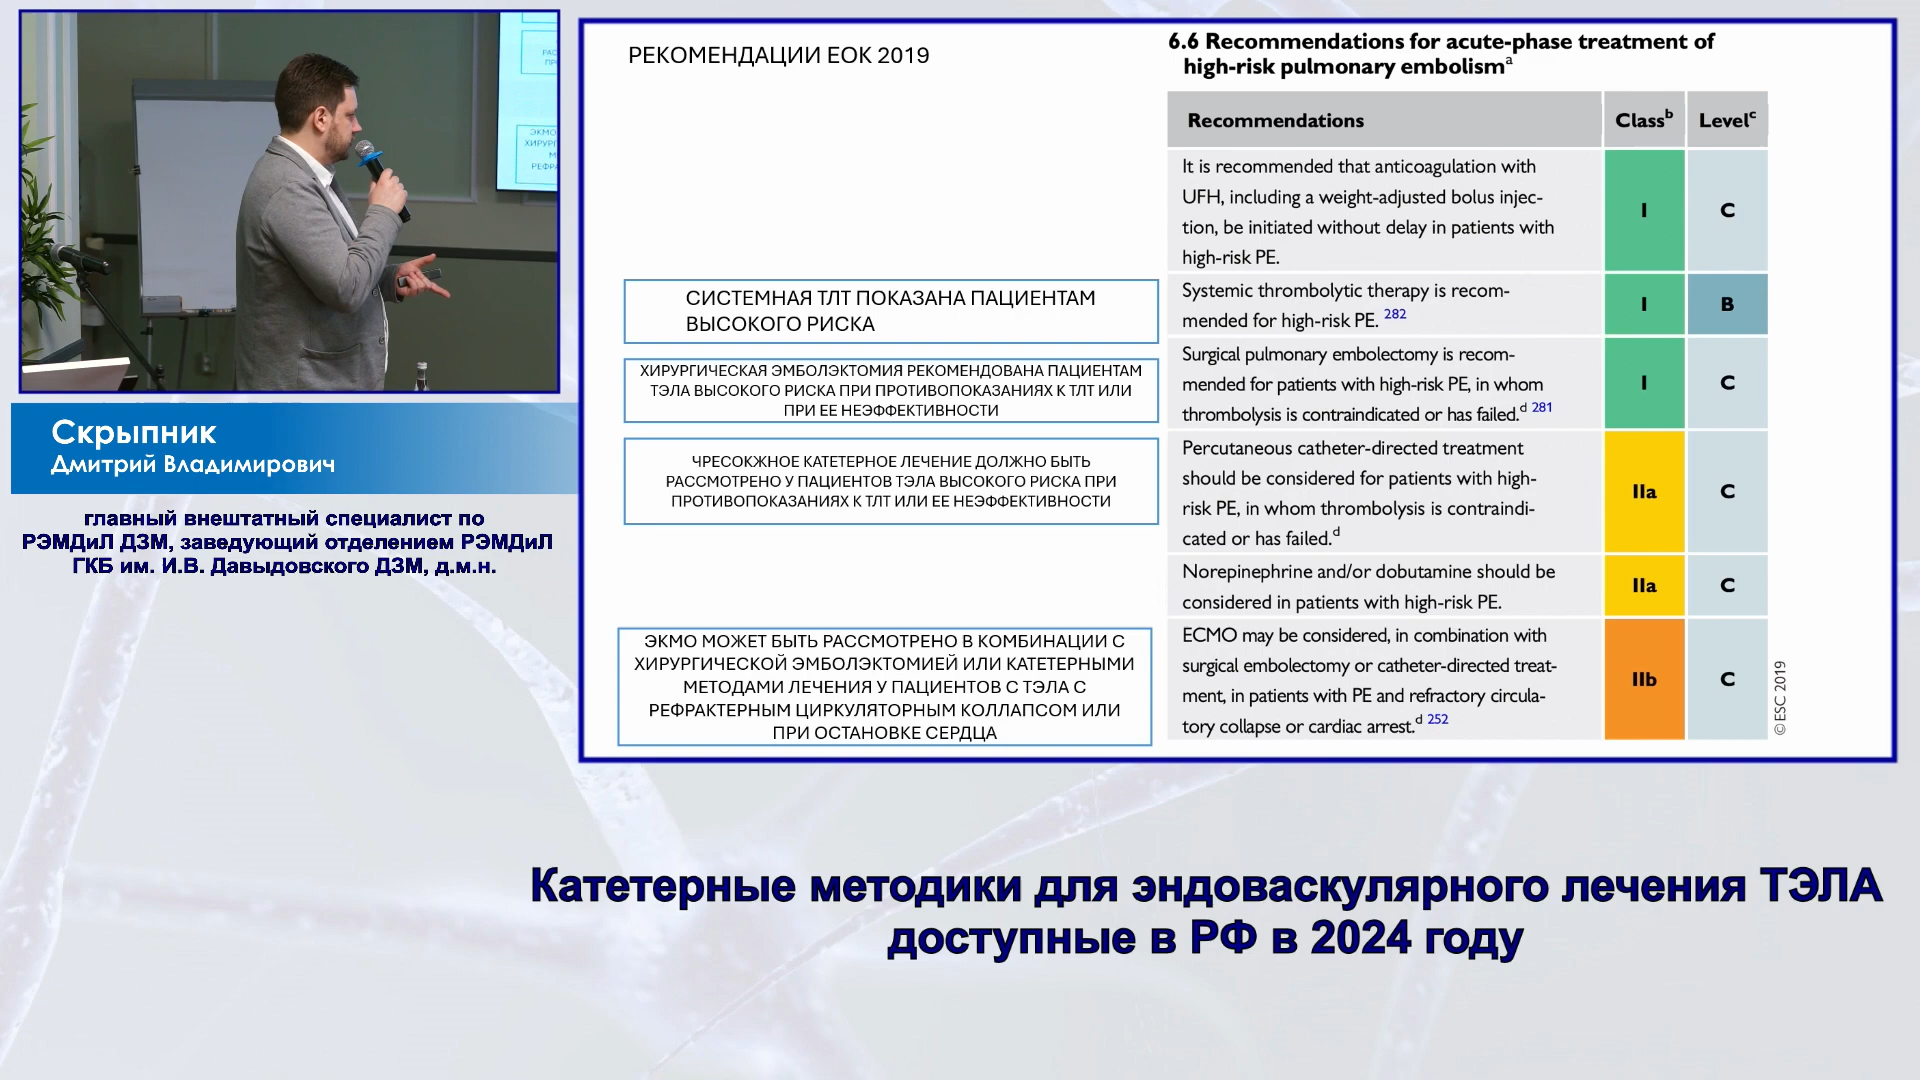 Скрыпник
Дмитрий Владимирович
главный внештатный специалист по
РЭМДиЛ ДЗМ, заведующий отделением РЭМДиЛ
ГКБ им. И.В. Давыдовского ДЗМ, д.м.н.
РЕКОМЕНДАЦИИ ЕОК 2019
СИСТЕМНАЯ ТЛТ ПОКАЗАНА ПАЦИЕНТАМ
ВЫСОКОГО РИСКА
ХИРУРГИЧЕСКАЯ ЭМБОЛЭКТОМИЯ РЕКОМЕНДОВАНА ПАЦИЕНТАМ
ТЭЛА ВЫСОКОГО РИСКА ПРИ ПРОТИВОПОКАЗАНИЯХ К ТЛТ ИЛИ
ПРИ ЕЕ НЕЭФФЕКТИВНОСТИ
ЧРЕСОКЖНОЕ КАТЕТЕРНОЕ ЛЕЧЕНИЕ ДОЛЖНО БЫТЬ
РАССМОТРЕНО У ПАЦИЕНТОВ ТЭЛА ВЫСОКОГО РИСКА ПРИ
ПРОТИВОПОКАЗАНИЯХ К ТЛТ ИЛИ ЕЕ НЕЭФФЕКТИВНОСТИ
ЭКМО МОЖЕТ БЫТЬ РАССМОТРЕНО В КОМБИНАЦИИ С
ХИРУРГИЧЕСКОЙ ЭМБОЛЭКТОМИЕЙ ИЛИ КАТЕТЕРНЫМИ
МЕТОДАМИ ЛЕЧЕНИЯ У ПАЦИЕНТОВ С ТЭЛА С
РЕФРАКТЕРНЫМ ЦИРКУЛЯТОРНЫМ КОЛЛАПСОМ ИЛИ
ПРИ ОСТАНОВКЕ СЕРДЦА
6.6 Recommendations for acute-phase treatment of
high-risk pulmonary embolismᵃ
Recommendations Classᵇ Levelᶜ
It is recommended that anticoagulation with
UFH, including a weight-adjusted bolus injec-
tion, be initiated without delay in patients with
high-risk PE.
I C
Systemic thrombolytic therapy is recom-
mended for high-risk PE. 282
I B
Surgical pulmonary embolectomy is recom-
mended for patients with high-risk PE, in whom
thrombolysis is contraindicated or has failed.ᵈ 281
I C
Percutaneous catheter-directed treatment
should be considered for patients with high-
risk PE, in whom thrombolysis is contraindi-
cated or has failed.ᵈ
IIa C
Norepinephrine and/or dobutamine should be
considered in patients with high-risk PE.
IIa C
ECMO may be considered, in combination with
surgical embolectomy or catheter-directed treat-
ment, in patients with PE and refractory circula-
tory collapse or cardiac arrest.ᵈ 252
IIb C
©ESC 2019
Катетерные методики для эндоваскулярного лечения ТЭЛА
доступные в РФ в 2024 году